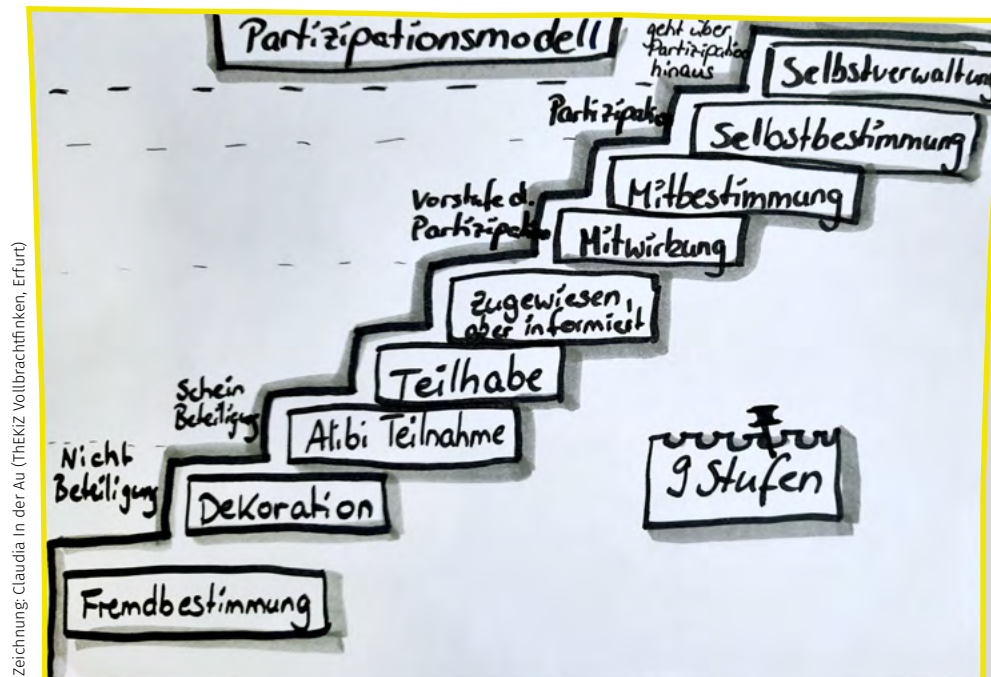 Partizipationsmodell
geht über
Partizipation
hinaus
Selbstverwaltung
Partizipation
Selbstbestimmung
Mitbestimmung
Vorstufe d.
Partizipatio
Mitwirkung
Zugewiesen,
aber informiert
Teilhabe
Schein
Beteiligung
Alibi Teilnahme
Nicht
Beteiligung
Dekoration
Fremdbestimmung
9 Stufen
Zeichnung: Claudia In der Au (ThEKiZ Vollbrachtfinken, Erfurt)